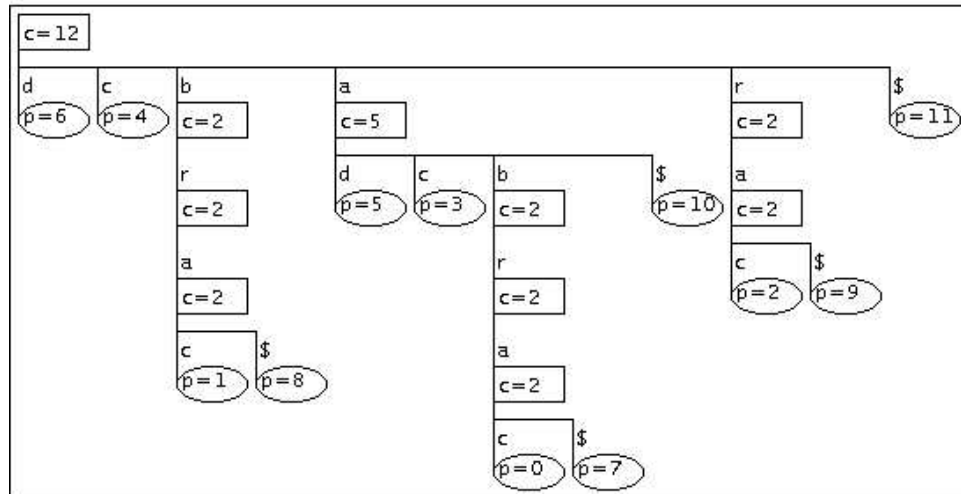 c=12
d c b a r $
p=6 p=4 c=2 c=5 c=2 p=11
r d c b $ a
c=2 p=5 p=3 c=2 p=10 c=2
a r c $
c=2 c=2 p=2 p=9
c $ a
p=1 p=8 c=2
c $
p=0 p=7